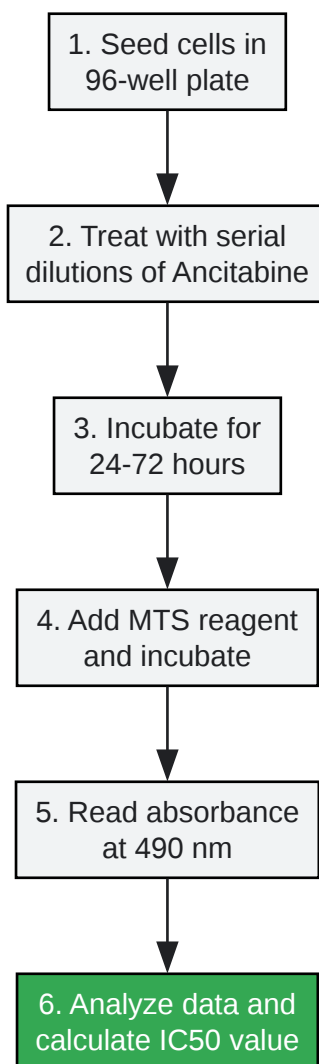 1. Seed cells in
96-well plate
2. Treat with serial
dilutions of Ancitabine
3. Incubate for
24-72 hours
4. Add MTS reagent
and incubate
5. Read absorbance
at 490 nm
6. Analyze data and
calculate IC50 value